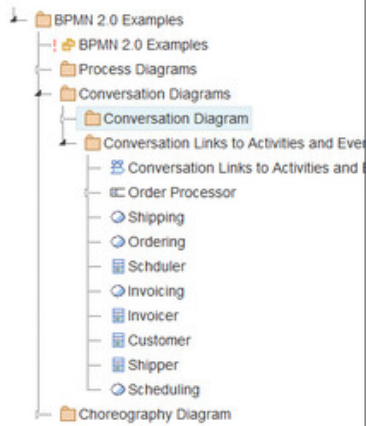 BPMN 2.0 Examples
! BPMN 2.0 Examples
Process Diagrams
Conversation Diagrams
Conversation Diagram
Conversation Links to Activities and Ever
Conversation Links to Activities and E
Order Processor
Shipping
Ordering
Schduler
Invoicing
Invoicer
Customer
Shipper
Scheduling
Choreography Diagram